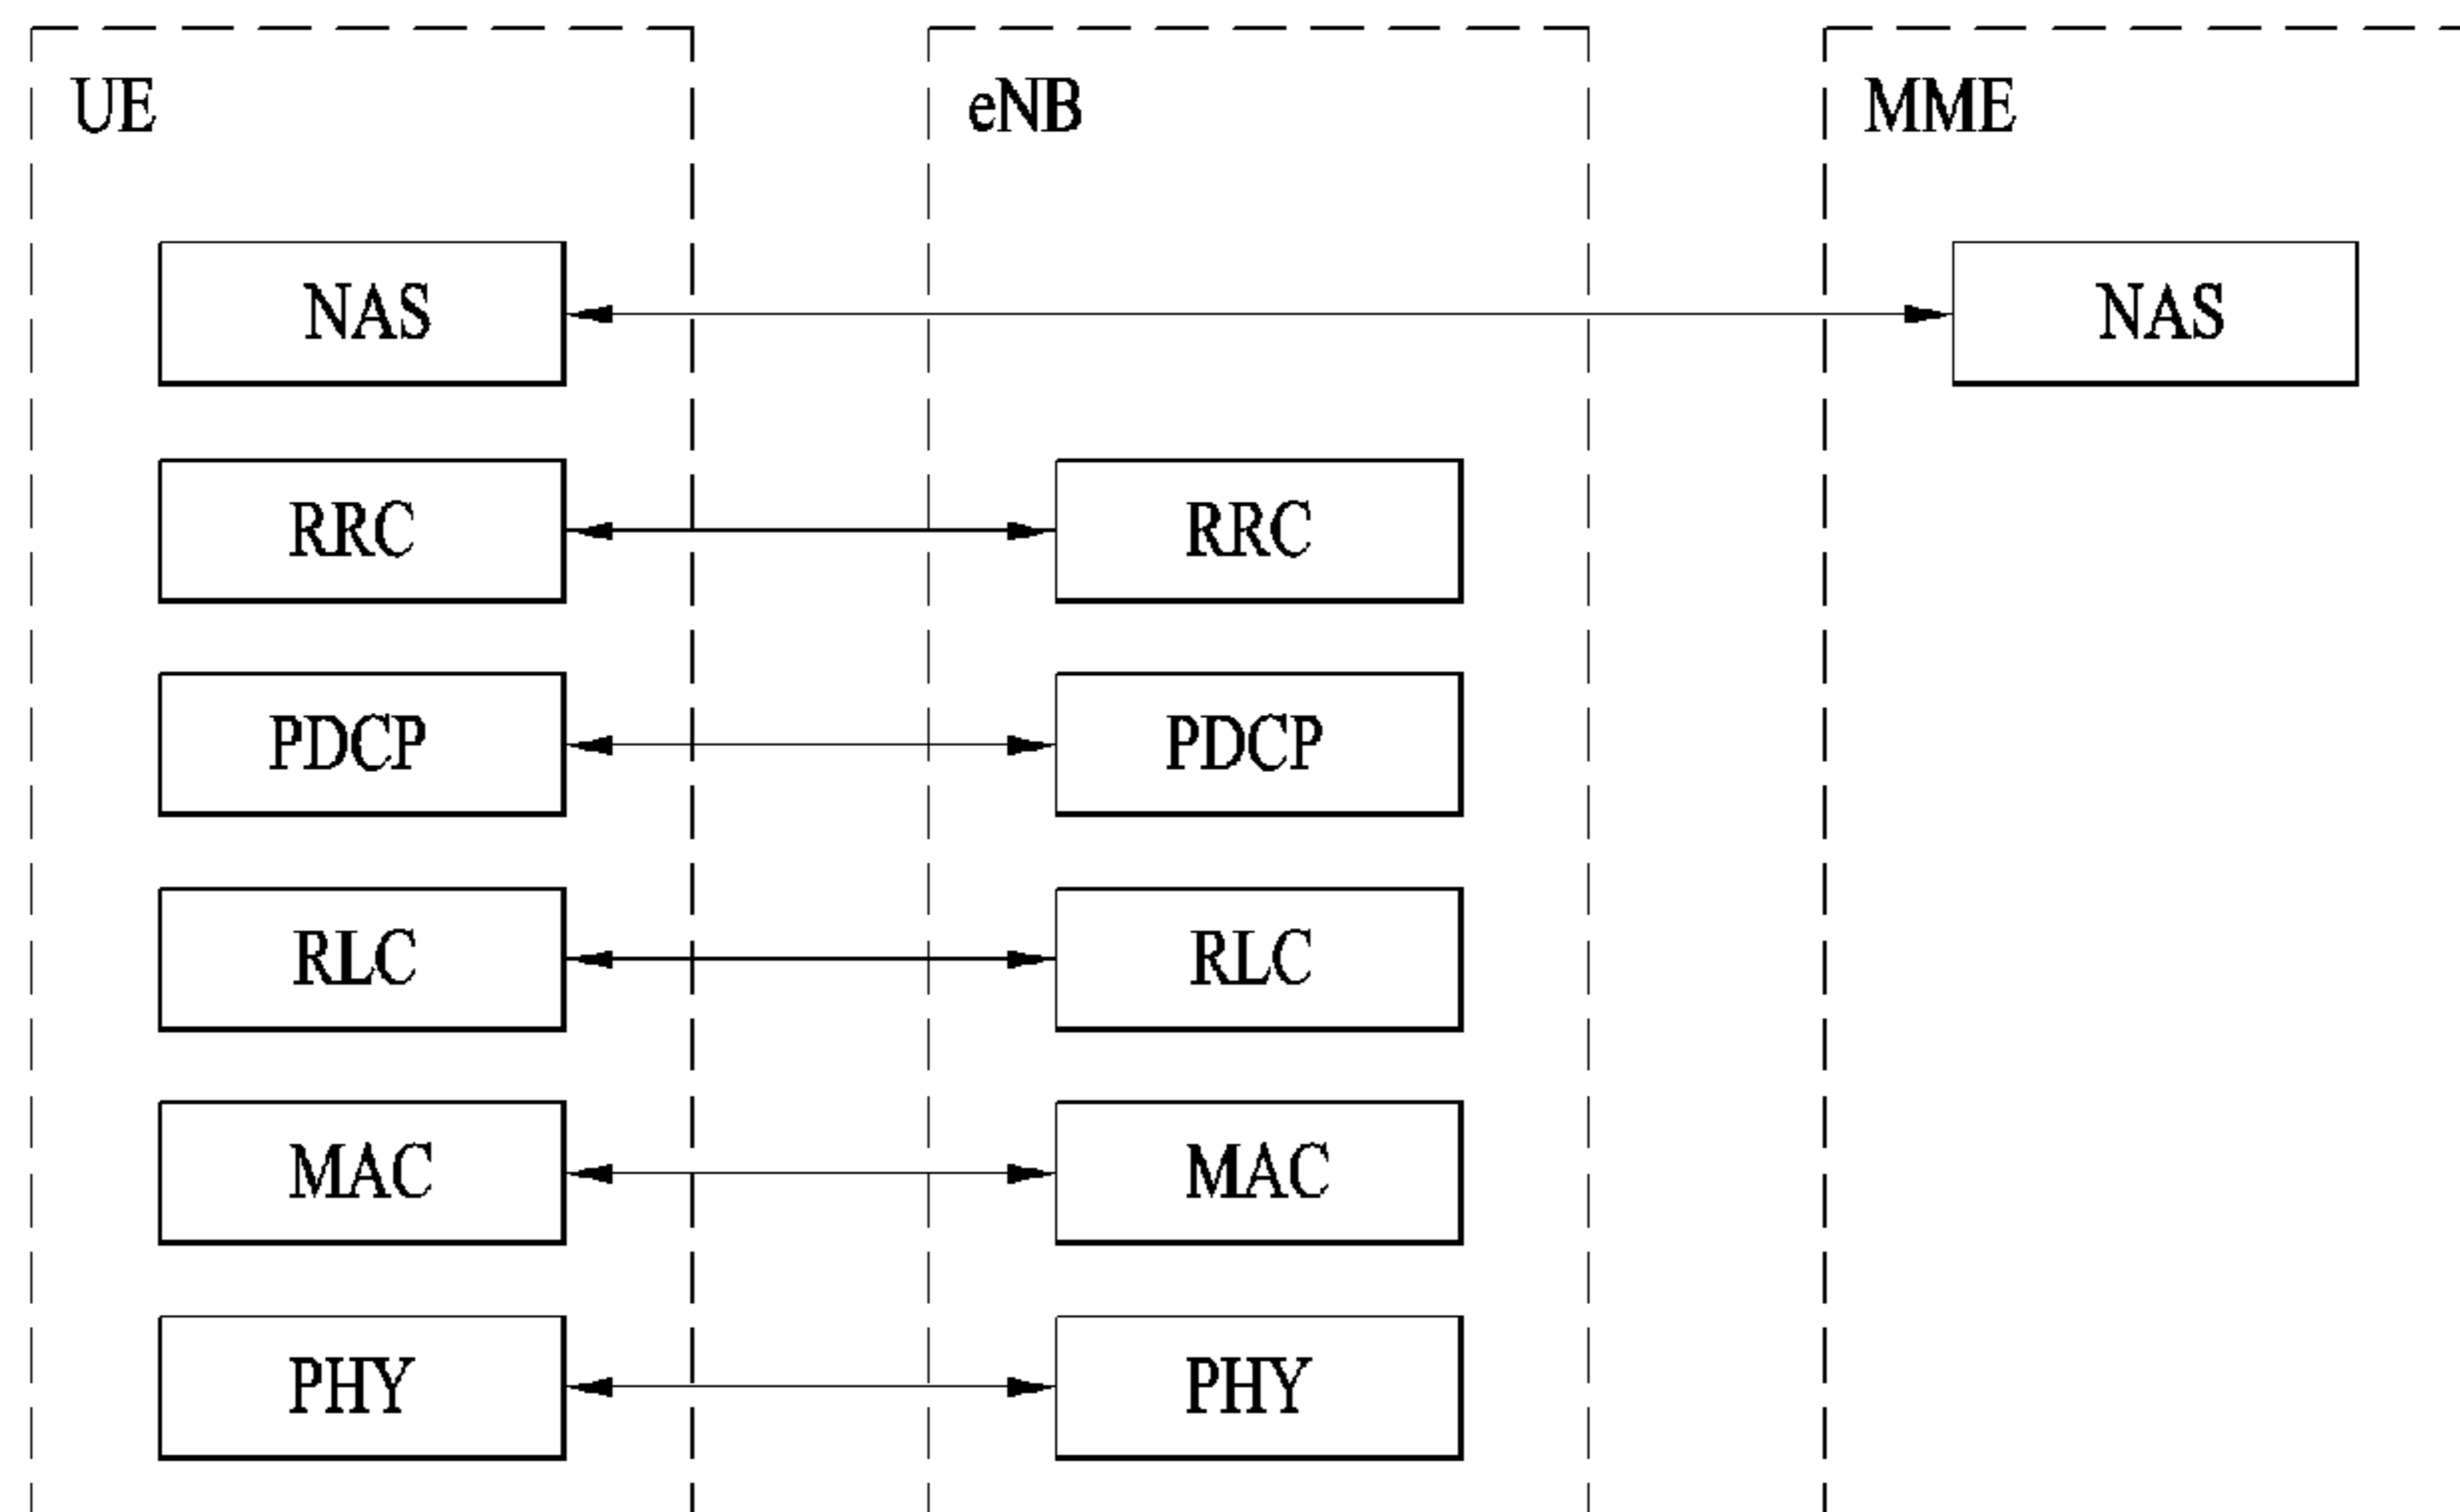 UE eNB MME
NAS NAS
RRC RRC
PDCP PDCP
RLC RLC
MAC MAC
PHY PHY